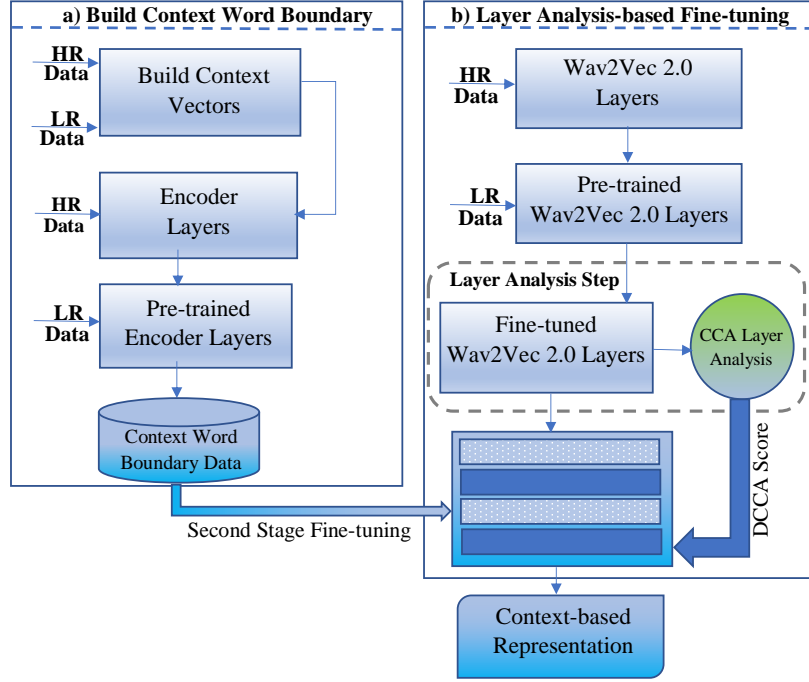 a) Build Context Word Boundary
HR
Data
Build Context
Vectors
LR
Data
HR
Data
Encoder
Layers
LR
Data
Pre-trained
Encoder Layers
Context Word
Boundary Data
Second Stage Fine-tuning
b) Layer Analysis-based Fine-tuning
HR
Data
Wav2Vec 2.0
Layers
LR
Data
Pre-trained
Wav2Vec 2.0 Layers
Layer Analysis Step
Fine-tuned
Wav2Vec 2.0 Layers
CCA Layer
Analysis
DCCA Score
Context-based
Representation